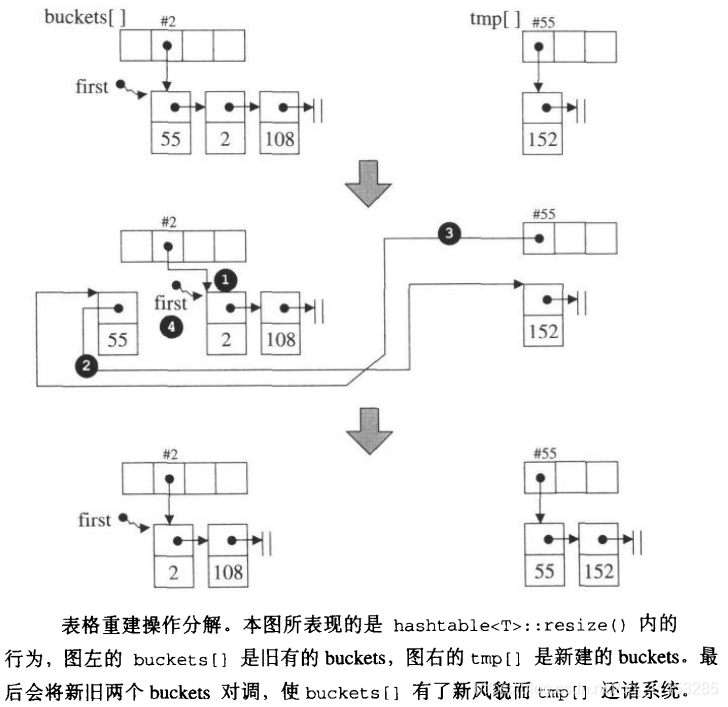 buckets[ ]
#2
tmp[ ]
#55
first
55 2 108
152
#2
#55
3
1
first
4
55
2 108
152
2
#2
#55
first
2 108
55 152
表格重建操作分解。本图所表现的是 hashtable<T>::resize() 内的
行为,图左的 buckets[] 是旧有的 buckets,图右的 tmp[] 是新建的 buckets。最
后会将新旧两个 buckets 对调,使 buckets[] 有了新风貌而 tmp[] 还诸系统。